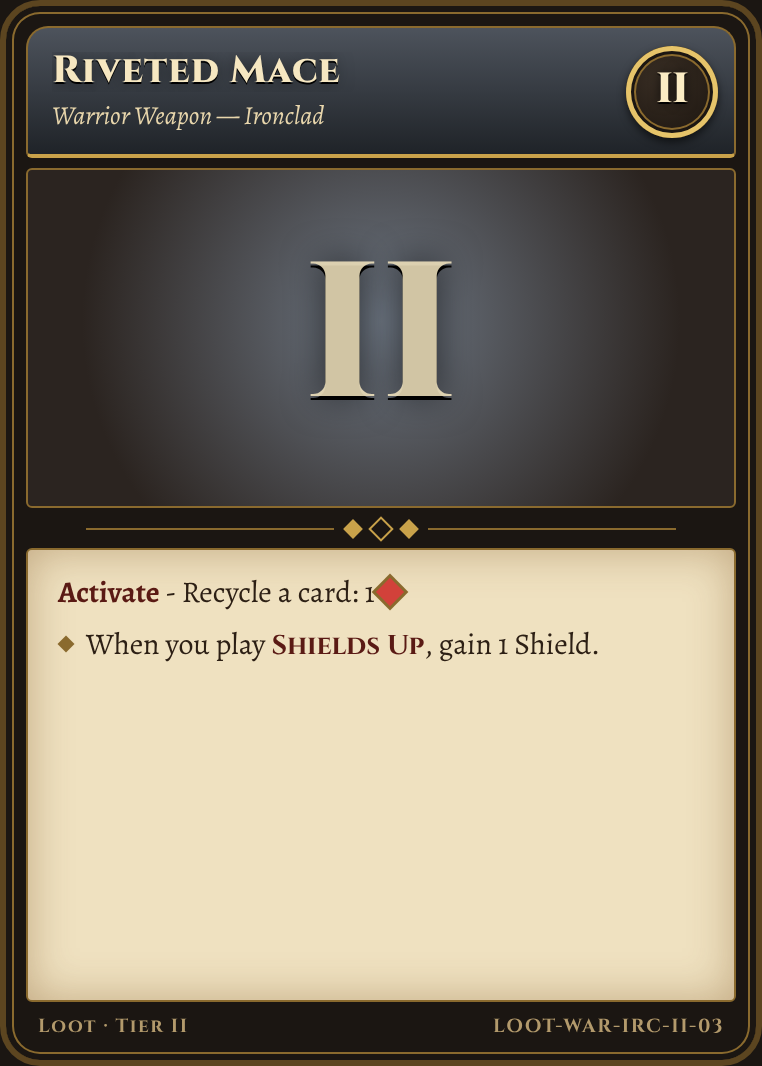 Riveted Mace
II
Warrior Weapon — Ironclad
II
Activate - Recycle a card: 1
When you play Shields Up, gain 1 Shield.
Loot · Tier II
LOOT-WAR-IRC-II-03